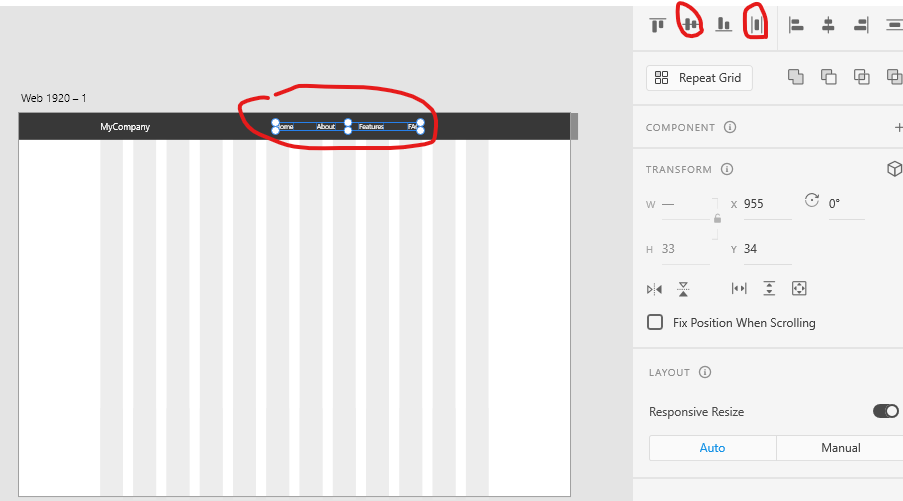 Repeat Grid
Web 1920 – 1
MyCompany
About
Features
COMPONENT
TRANSFORM
W — X 955 0°
H 33 Y 34
Fix Position When Scrolling
LAYOUT
Responsive Resize
Auto Manual